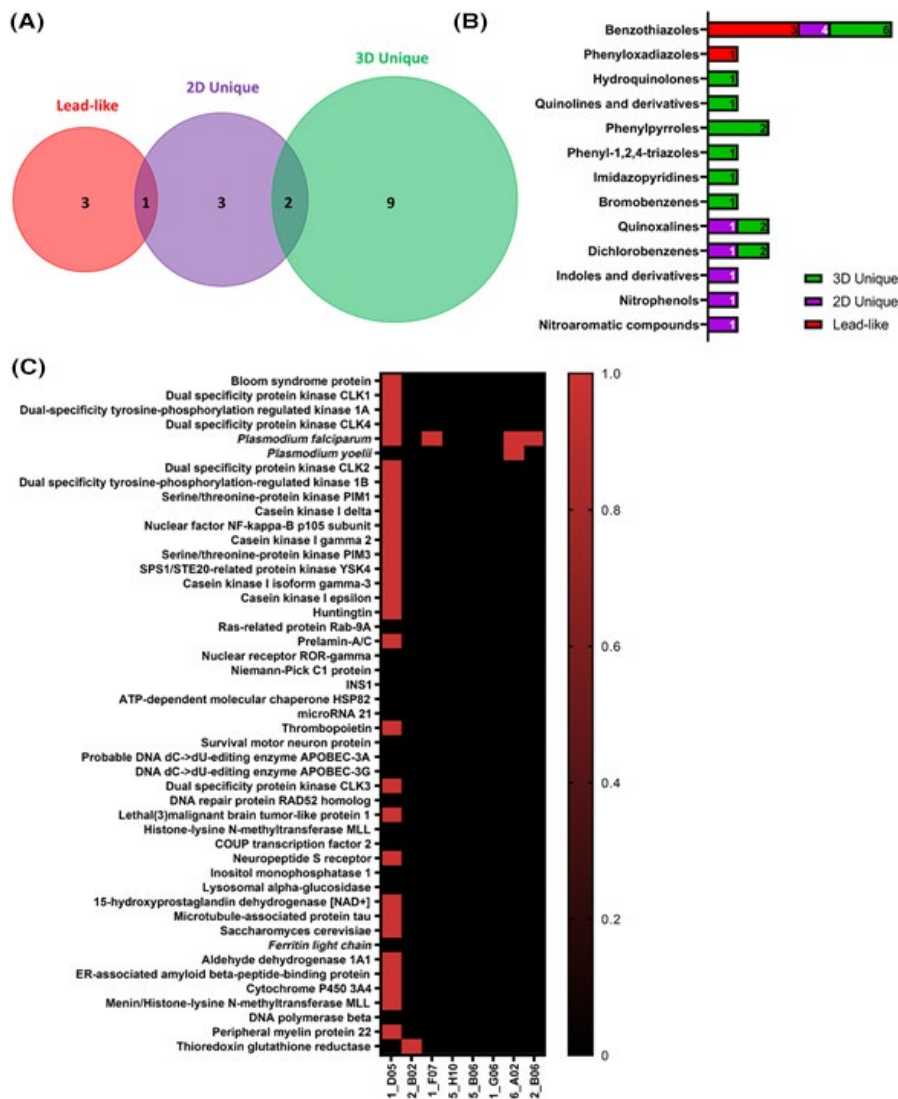 (A)
Lead-like
2D Unique
3D Unique
3
1
3
2
9
(B)
Benzothiazoles
3
4
6
Phenyloxadiazoles
1
Hydroquinolones
1
Quinolines and derivatives
1
Phenylpyrroles
2
Phenyl-1,2,4-triazoles
1
Imidazopyridines
1
Bromobenzenes
1
Quinoxalines
1
2
Dichlorobenzenes
1
2
Indoles and derivatives
1
Nitrophenols
1
Nitroaromatic compounds
1
3D Unique
2D Unique
Lead-like
(C)
Bloom syndrome protein
Dual specificity protein kinase CLK1
Dual-specificity tyrosine-phosphorylation regulated kinase 1A
Dual specificity protein kinase CLK4
Plasmodium falciparum
Plasmodium yoelii
Dual specificity protein kinase CLK2
Dual specificity tyrosine-phosphorylation-regulated kinase 1B
Serine/threonine-protein kinase PIM1
Casein kinase I delta
Nuclear factor NF-kappa-B p105 subunit
Casein kinase I gamma 2
Serine/threonine-protein kinase PIM3
SPS1/STE20-related protein kinase YSK4
Casein kinase I isoform gamma-3
Casein kinase I epsilon
Huntingtin
Ras-related protein Rab-9A
Prelamin-A/C
Nuclear receptor ROR-gamma
Niemann-Pick C1 protein
INS1
ATP-dependent molecular chaperone HSP82
microRNA 21
Thrombopoietin
Survival motor neuron protein
Probable DNA dC->dU-editing enzyme APOBEC-3A
DNA dC->dU-editing enzyme APOBEC-3G
Dual specificity protein kinase CLK3
DNA repair protein RAD52 homolog
Lethal(3)malignant brain tumor-like protein 1
Histone-lysine N-methyltransferase MLL
COUP transcription factor 2
Neuropeptide S receptor
Inositol monophosphatase 1
Lysosomal alpha-glucosidase
15-hydroxyprostaglandin dehydrogenase [NAD+]
Microtubule-associated protein tau
Saccharomyces cerevisiae
Ferritin light chain
Aldehyde dehydrogenase 1A1
ER-associated amyloid beta-peptide-binding protein
Cytochrome P450 3A4
Menin/Histone-lysine N-methyltransferase MLL
DNA polymerase beta
Peripheral myelin protein 22
Thioredoxin glutathione reductase
1_D05
2_B02
1_F07
5_H10
5_B06
1_G06
6_A02
2_B06
1.0
0.8
0.6
0.4
0.2
0